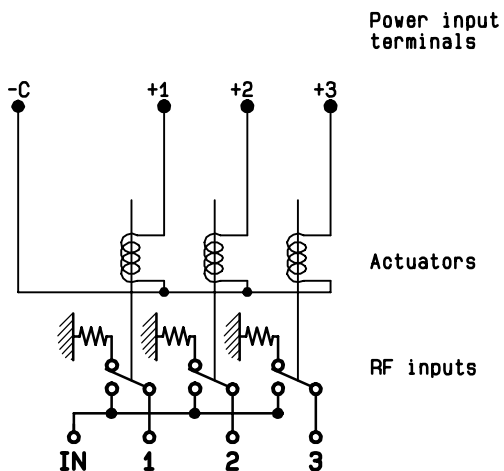 Power input
terminals
-C +1 +2 +3
Actuators
RF inputs
IN 1 2 3